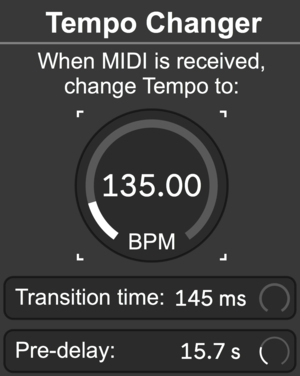 Tempo Changer
When MIDI is received,
change Tempo to:
135.00
BPM
Transition time: 145 ms
Pre-delay: 15.7 s